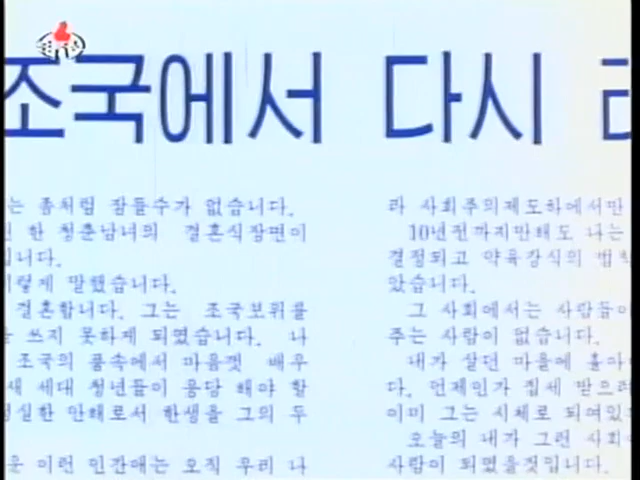 조국에서 다시
는 좀처럼 잠들수가 없습니다.
한 청춘남녀의 결혼식장면이
입니다.
이렇게 말했습니다.
결혼합니다. 그는 조국보위를
쓰지 못하게 되였습니다. 나
조국의 품속에서 마음껏 배우
새 세대 청년들이 응당 해야 할
성실한 안해로서 한생을 그의 두
이런 인간애는 오직 우리 나
라 사회주의제도하에서만
10년전까지만해도 나는
결정되고 약육강식의 법칙
았습니다.
그 사회에서는 사람들이
주는 사람이 없습니다.
내가 살던 마을에 홀아
다. 언제인가 집세 받으러
이미 그는 시체로 되여있
오늘의 내가 그런 사회
사람이 되였을것입니다.